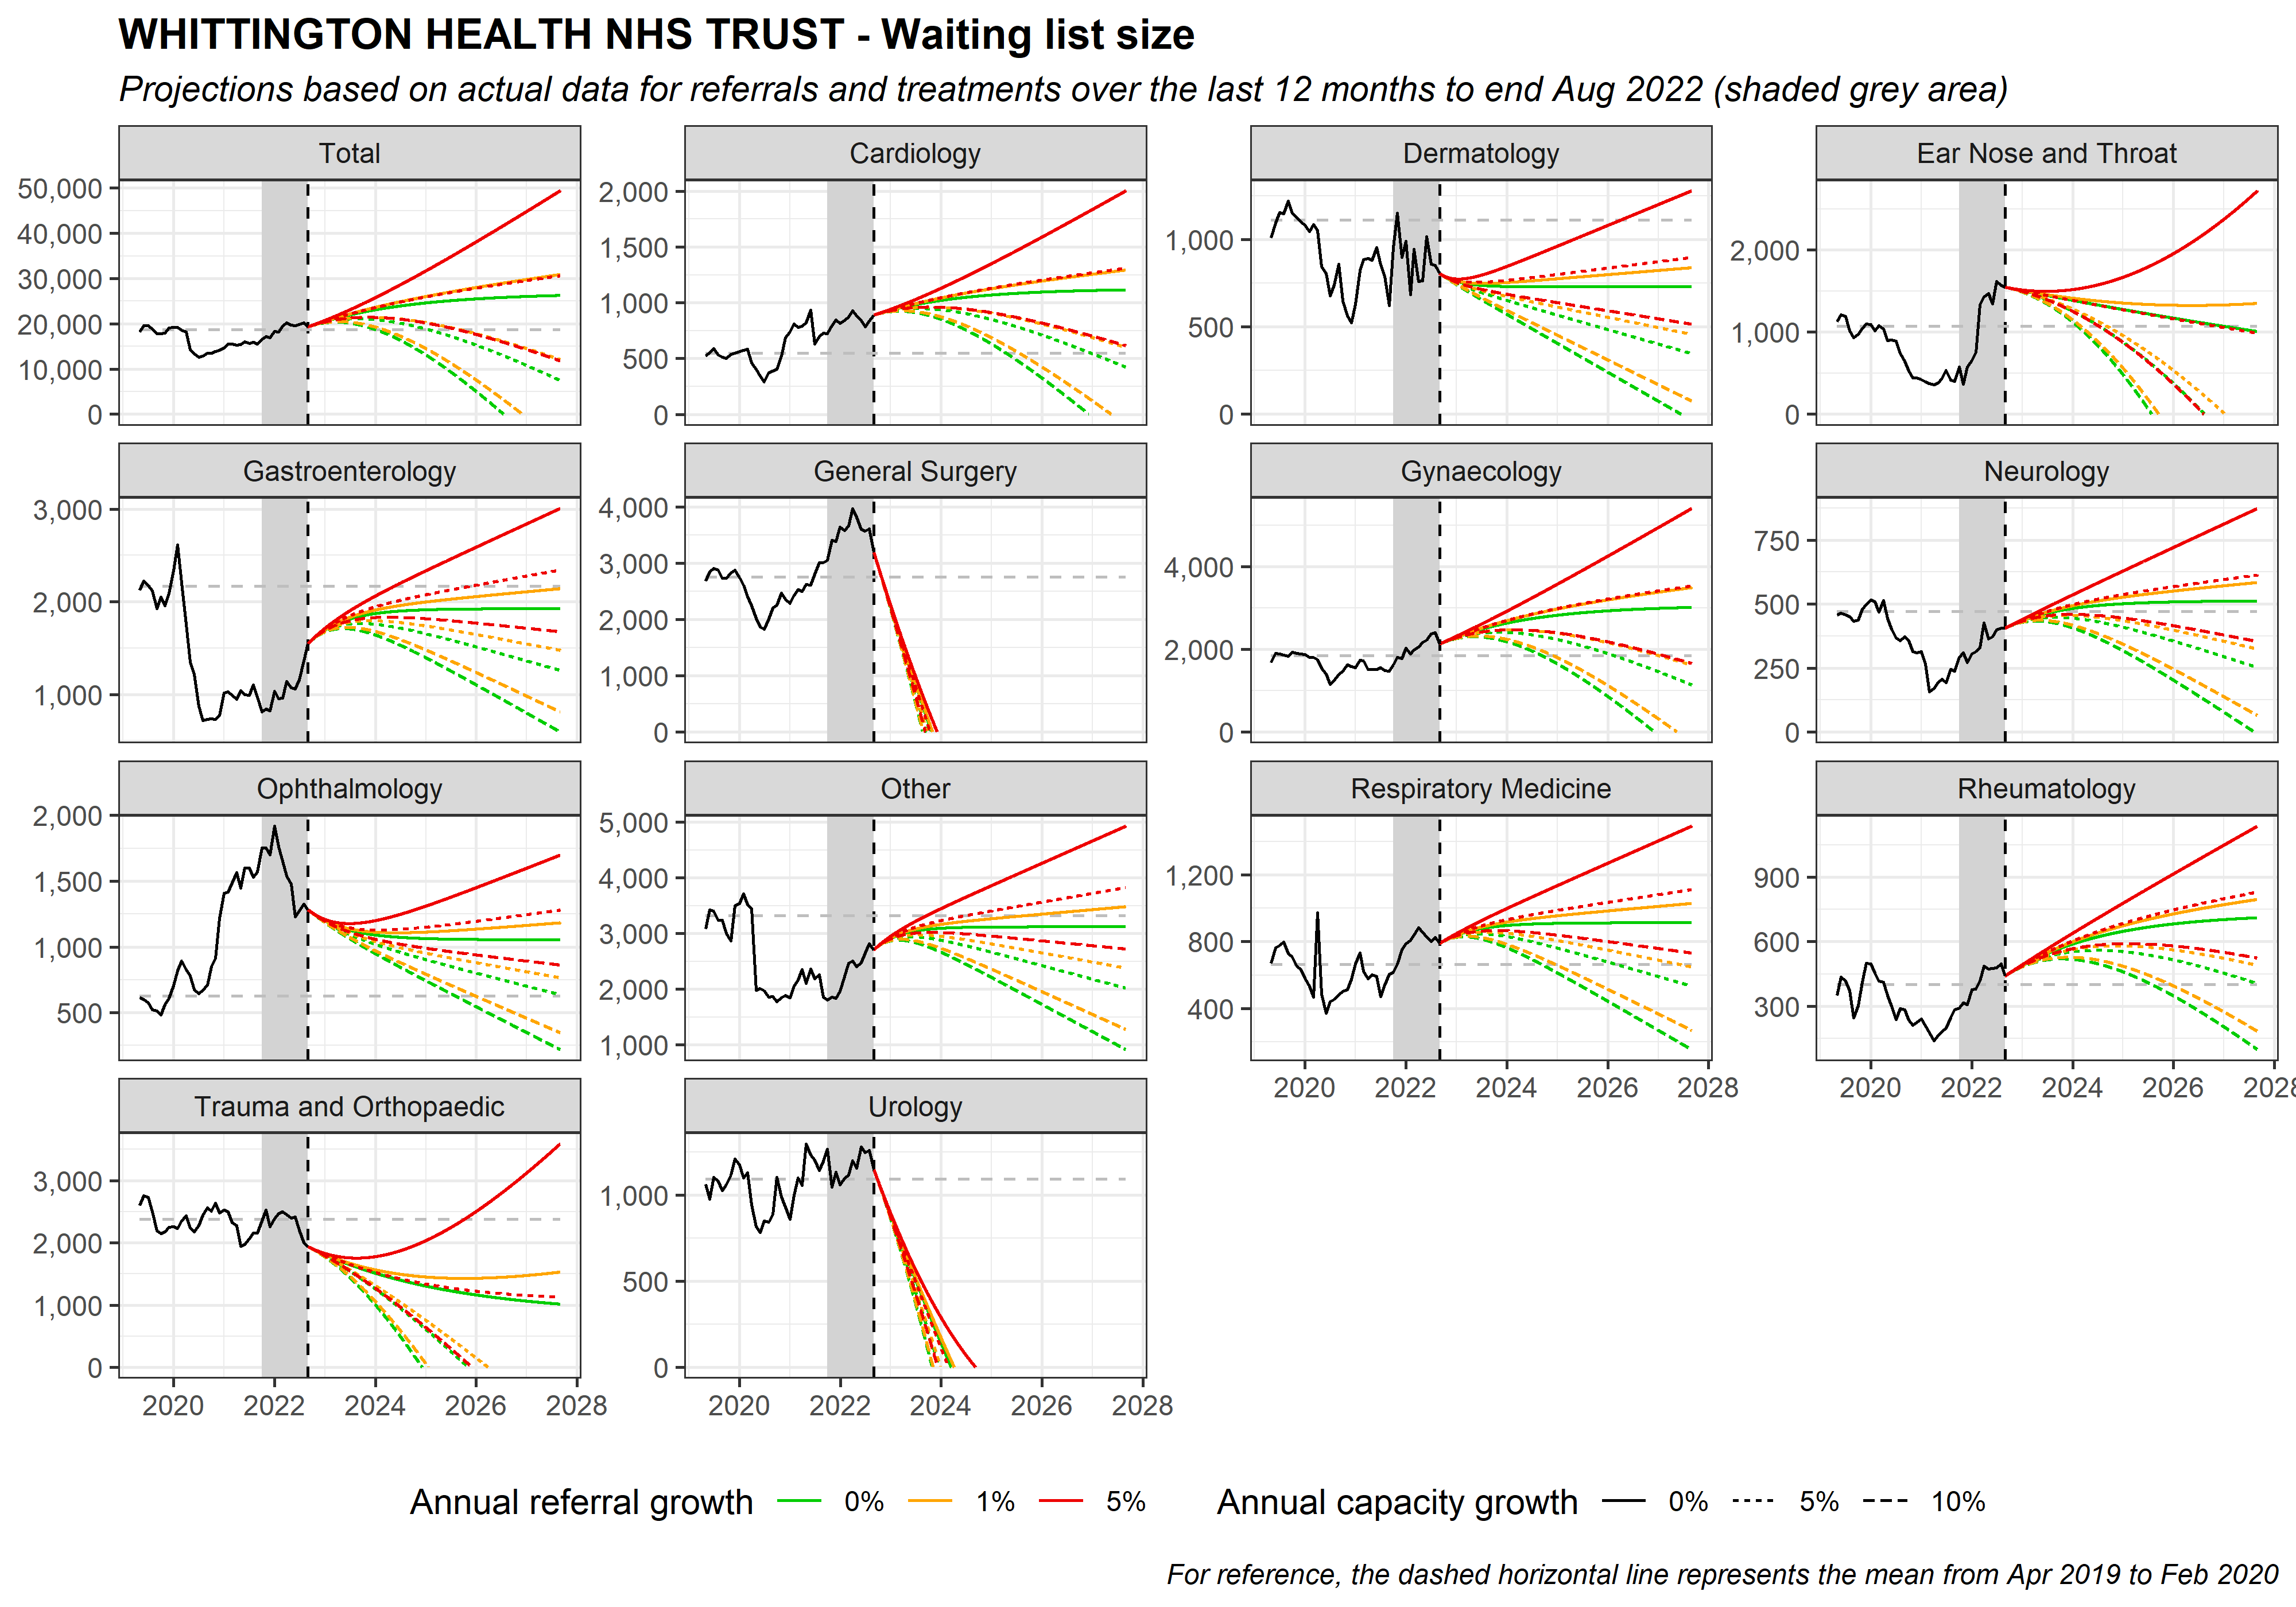 WHITTINGTON HEALTH NHS TRUST - Waiting list size
Projections based on actual data for referrals and treatments over the last 12 months to end Aug 2022 (shaded grey area)
Total
50,000
40,000
30,000
20,000
10,000
0
Cardiology
2,000
1,500
1,000
500
0
Dermatology
1,000
500
0
Ear Nose and Throat
2,000
1,000
0
Gastroenterology
3,000
2,000
1,000
General Surgery
4,000
3,000
2,000
1,000
0
Gynaecology
4,000
2,000
0
Neurology
750
500
250
0
Ophthalmology
2,000
1,500
1,000
500
Other
5,000
4,000
3,000
2,000
1,000
Respiratory Medicine
1,200
800
400
2020 2022 2024 2026 2028
Rheumatology
900
600
300
2020 2022 2024 2026 2028
Trauma and Orthopaedic
3,000
2,000
1,000
0
2020 2022 2024 2026 2028
Urology
1,000
500
0
2020 2022 2024 2026 2028
Annual referral growth 0% 1% 5% Annual capacity growth 0% 5% 10%
For reference, the dashed horizontal line represents the mean from Apr 2019 to Feb 2020